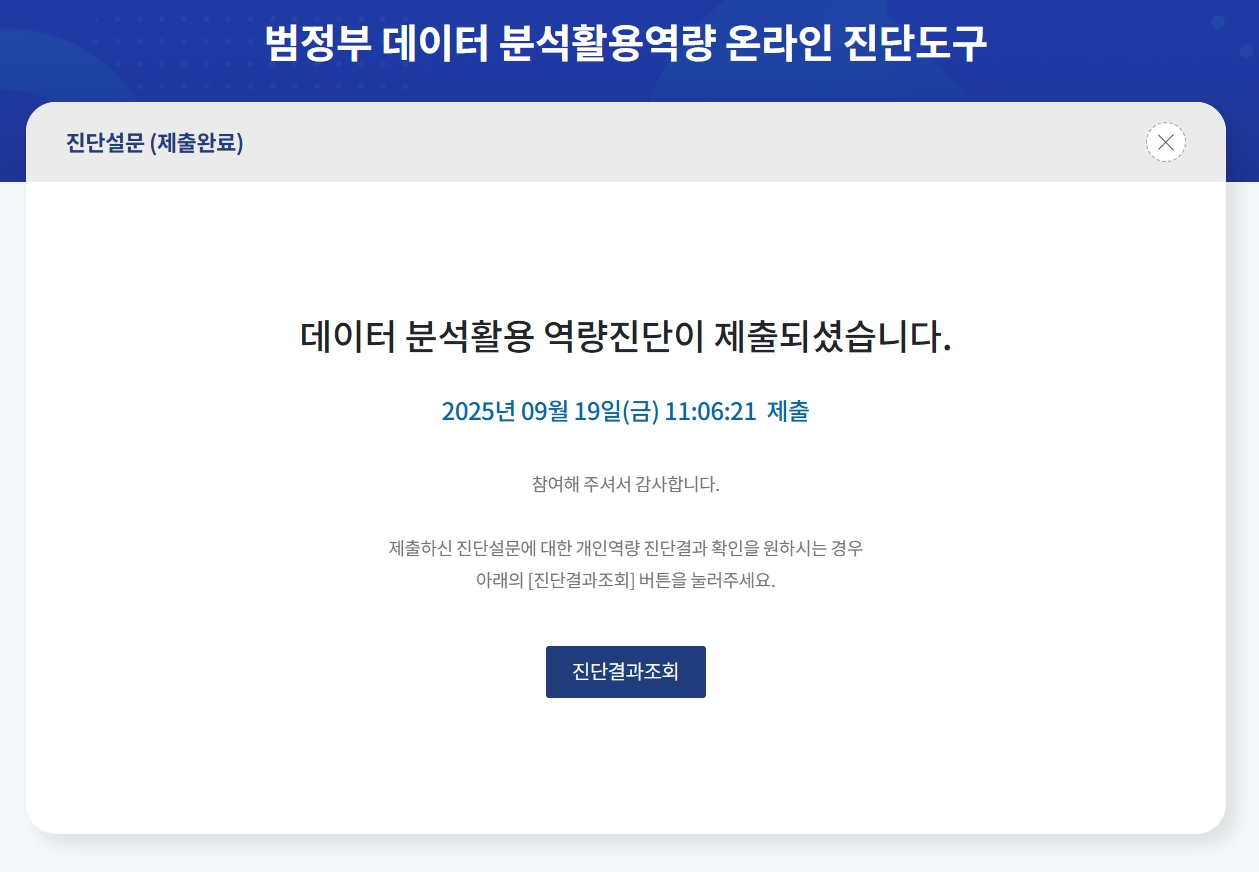 범정부 데이터 분석활용역량 온라인 진단도구
진단설문 (제출완료)
데이터 분석활용 역량진단이 제출되셨습니다.
2025년 09월 19일(금) 11:06:21 제출
참여해 주셔서 감사합니다.
제출하신 진단설문에 대한 개인역량 진단결과 확인을 원하시는 경우
아래의 [진단결과조회] 버튼을 눌러주세요.
진단결과조회